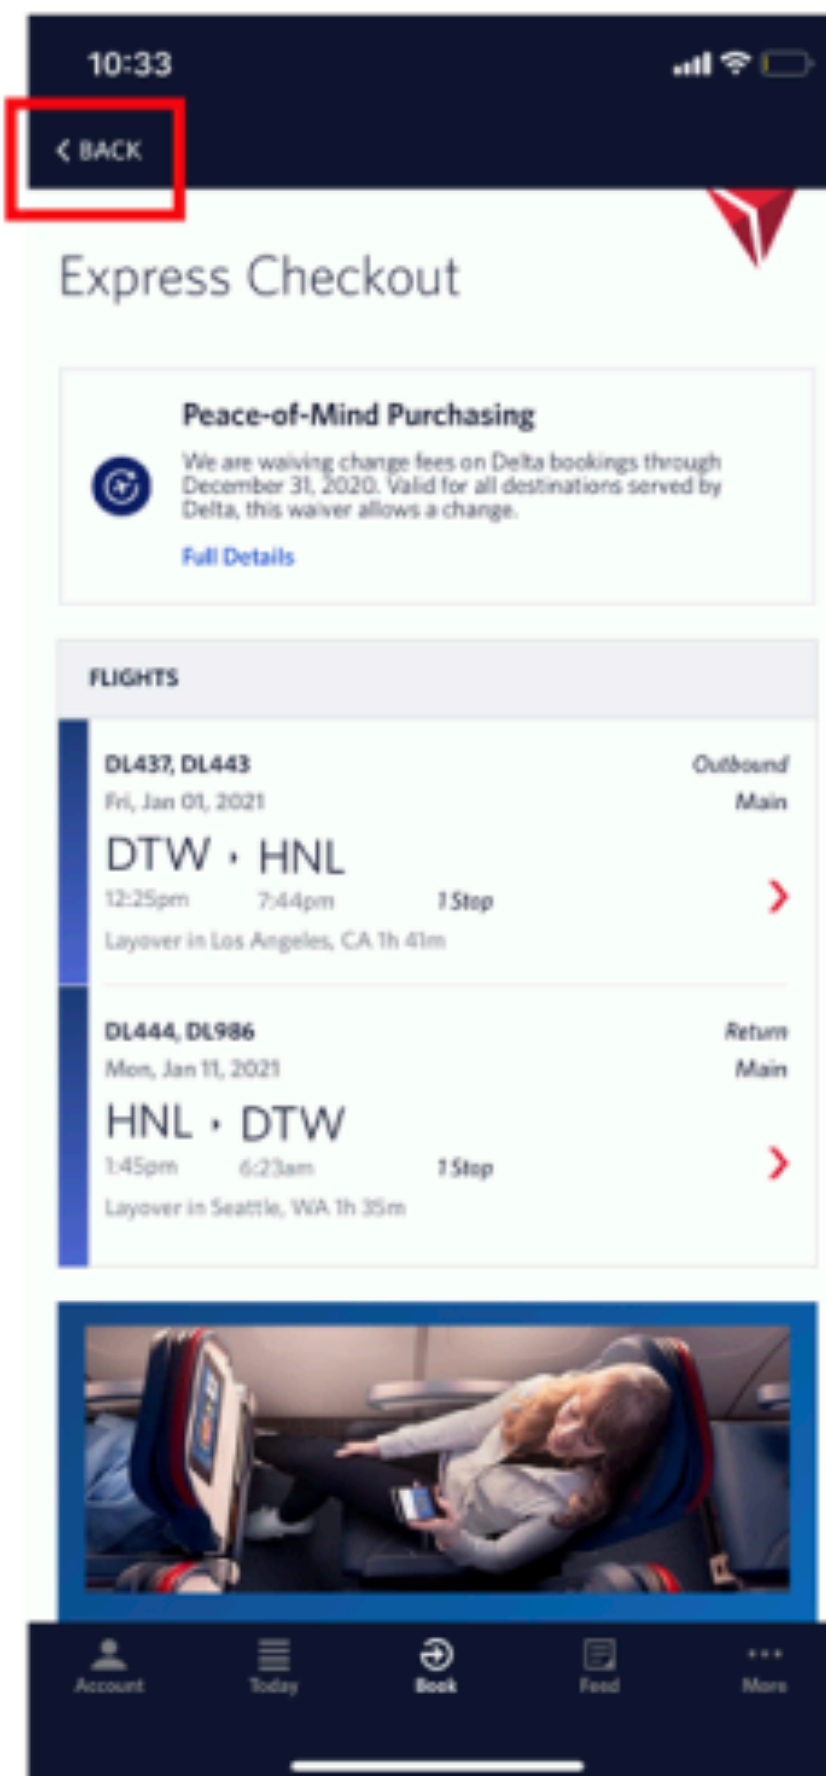 10:33
BACK
Express Checkout
Peace-of-Mind Purchasing
We are waiving change fees on Delta bookings through
December 31, 2020. Valid for all destinations served by
Delta, this waiver allows a change.
Full Details
FLIGHTS
DL437, DL443 Outbound
Fri, Jan 01, 2021 Main
DTW HNL
12:25pm 7:44pm 1 Stop
Layover in Los Angeles, CA 1h 41m
DL444, DL986 Return
Mon, Jan 11, 2021 Main
HNL DTW
1:45pm 6:23am 1 Stop
Layover in Seattle, WA 1h 35m
Account Today Book Feed More